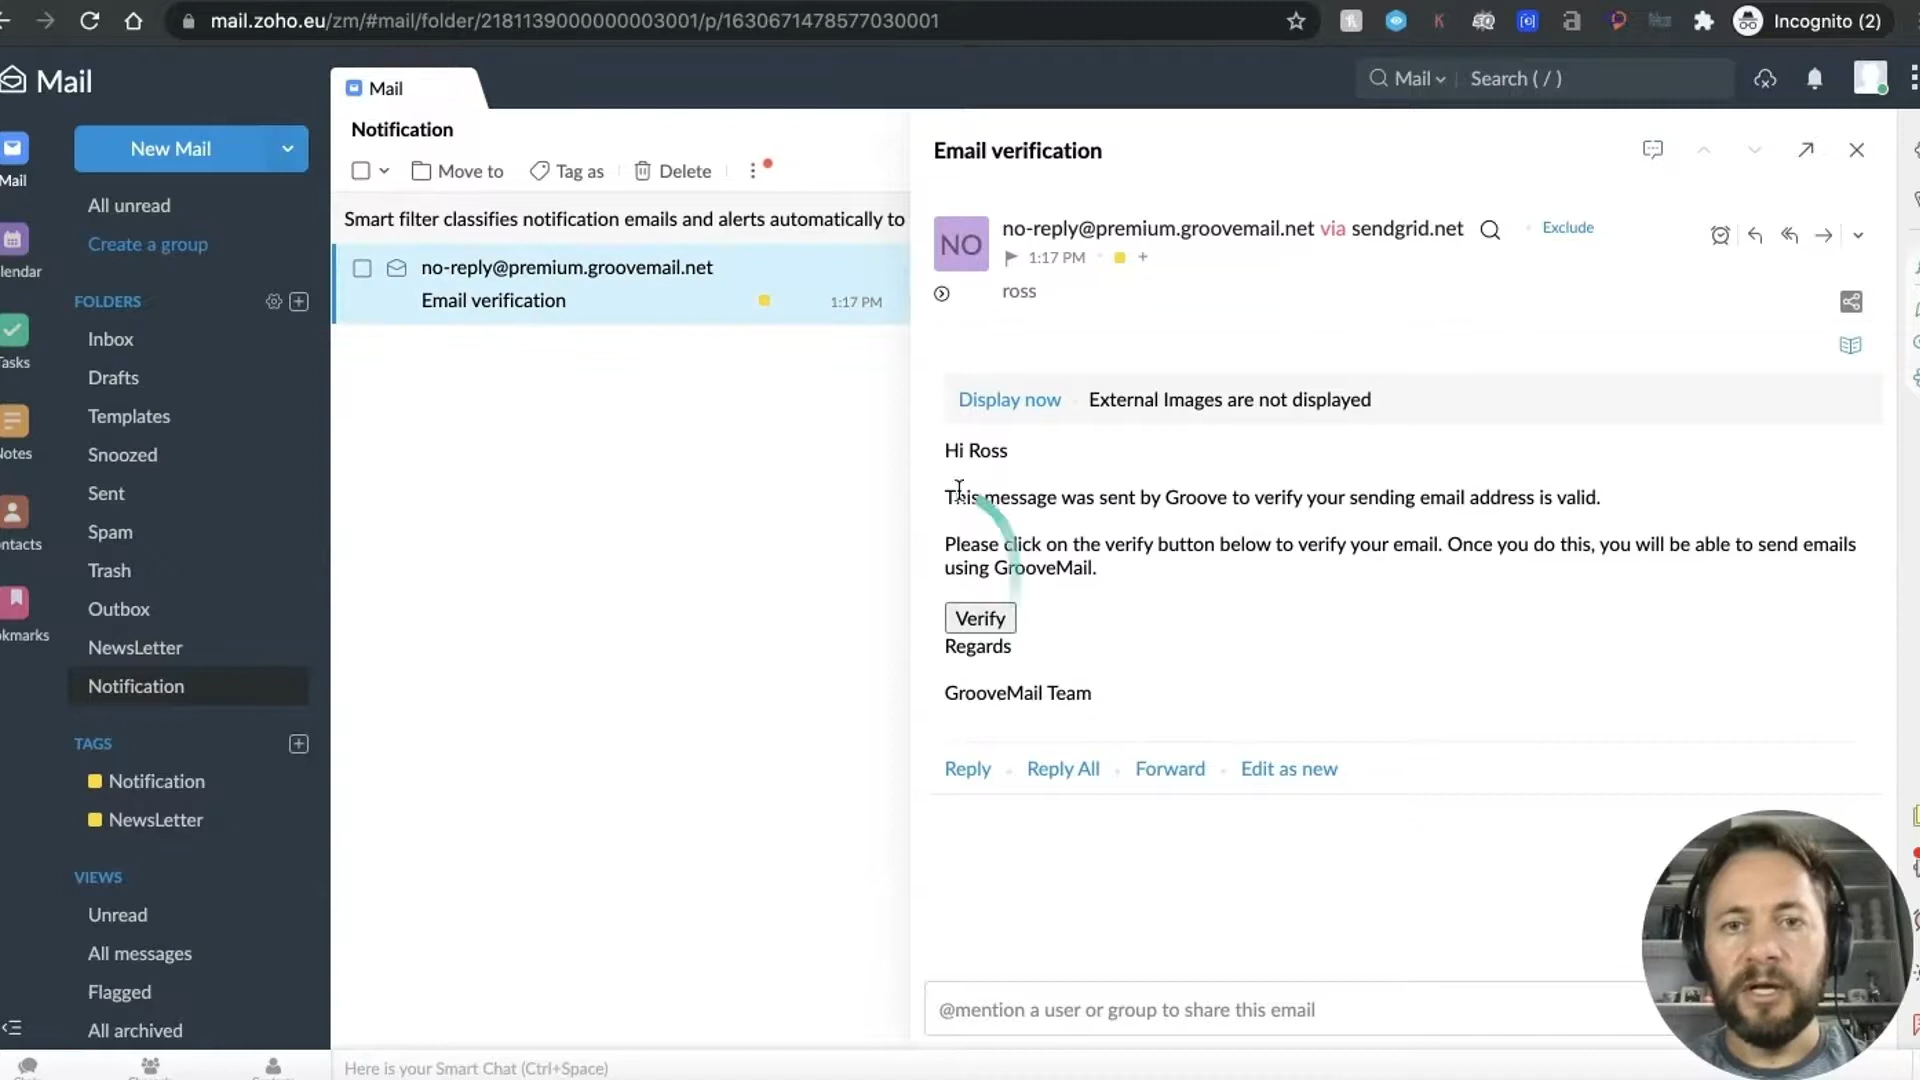 mail.zoho.eu/zm/#mail/folder/2181139000000003001/p/1630671478577030001
Incognito (2)
Mail
Mail
Mail
Search ( / )
Mail
lendar
Tasks
Notes
ontacts
okmarks
New Mail
All unread
Create a group
FOLDERS
Inbox
Drafts
Templates
Snoozed
Sent
Spam
Trash
Outbox
NewsLetter
Notification
TAGS
Notification
NewsLetter
VIEWS
Unread
All messages
Flagged
All archived
Notification
Move to
Tag as
Delete
Smart filter classifies notification emails and alerts automatically to
no-reply@premium.groovemail.net
Email verification
1:17 PM
Email verification
NO
no-reply@premium.groovemail.net via sendgrid.net
Exclude
1:17 PM
ross
Display now
External Images are not displayed
Hi Ross
This message was sent by Groove to verify your sending email address is valid.
Please click on the verify button below to verify your email. Once you do this, you will be able to send emails
using GrooveMail.
Verify
Regards
GrooveMail Team
Reply
Reply All
Forward
Edit as new
@mention a user or group to share this email
Here is your Smart Chat (Ctrl+Space)